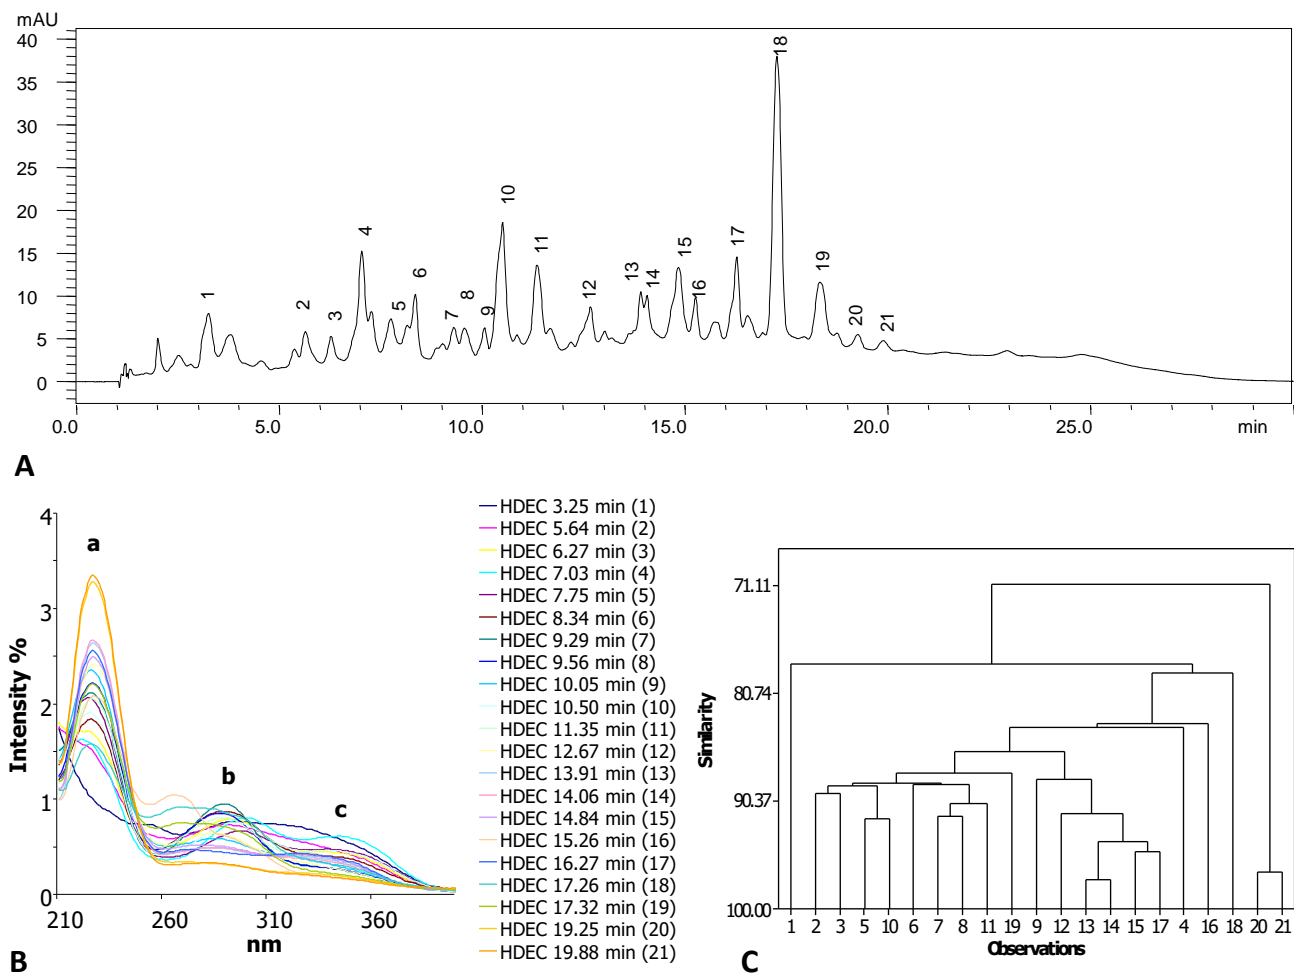 mAU
40
35
30
25
20
15
10
5
0
1 2 3 4 5 6 7 8 9 10 11 12 13 14 15 16 17 18 19 20 21
0.0 5.0 10.0 15.0 20.0 25.0 min
A
4
3
2
1
0
Intensity %
a
b
c
210 260 310 360
nm
B
HDEC 3.25 min (1)
HDEC 5.64 min (2)
HDEC 6.27 min (3)
HDEC 7.03 min (4)
HDEC 7.75 min (5)
HDEC 8.34 min (6)
HDEC 9.29 min (7)
HDEC 9.56 min (8)
HDEC 10.05 min (9)
HDEC 10.50 min (10)
HDEC 11.35 min (11)
HDEC 12.67 min (12)
HDEC 13.91 min (13)
HDEC 14.06 min (14)
HDEC 14.84 min (15)
HDEC 15.26 min (16)
HDEC 16.27 min (17)
HDEC 17.26 min (18)
HDEC 17.32 min (19)
HDEC 19.25 min (20)
HDEC 19.88 min (21)
71.11
80.74
90.37
100.00
Similarity
1 2 3 5 10 6 7 8 11 19 9 12 13 14 15 17 4 16 18 20 21
Observations
C